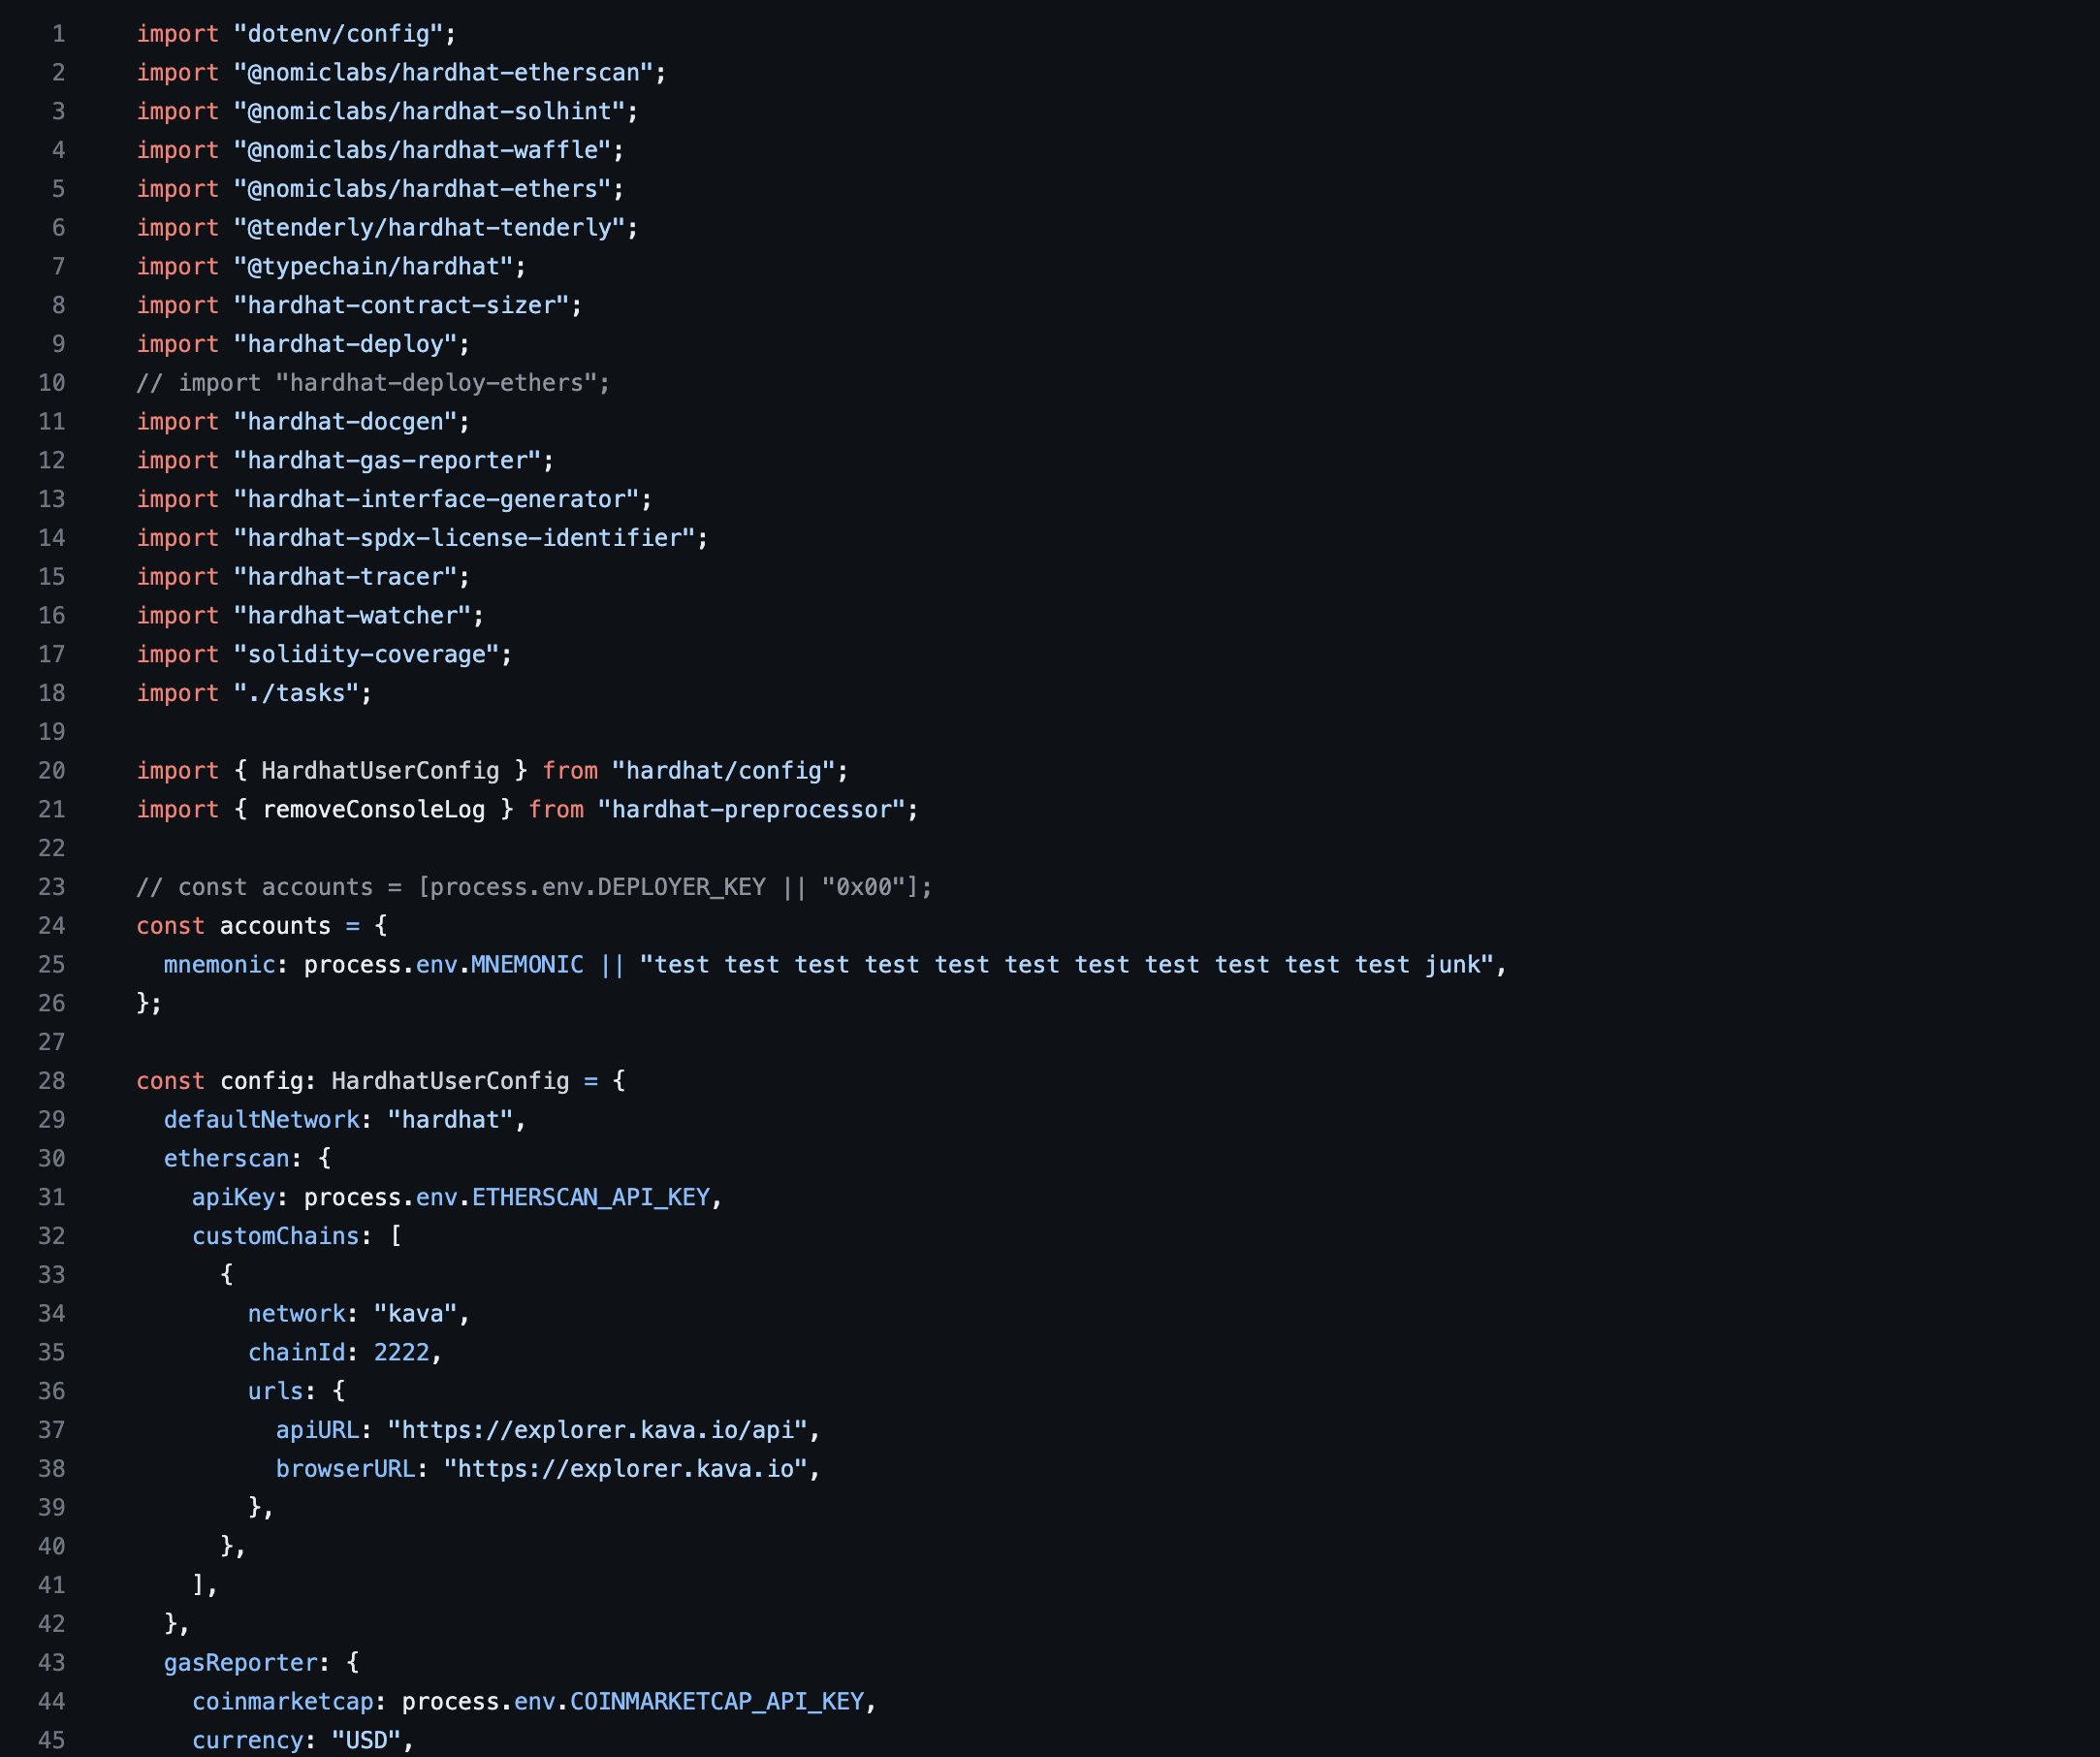 1 import "dotenv/config";
2 import "@nomiclabs/hardhat-etherscan";
3 import "@nomiclabs/hardhat-solhint";
4 import "@nomiclabs/hardhat-waffle";
5 import "@nomiclabs/hardhat-ethers";
6 import "@tenderly/hardhat-tenderly";
7 import "@typechain/hardhat";
8 import "hardhat-contract-sizer";
9 import "hardhat-deploy";
10 // import "hardhat-deploy-ethers";
11 import "hardhat-docgen";
12 import "hardhat-gas-reporter";
13 import "hardhat-interface-generator";
14 import "hardhat-spdx-license-identifier";
15 import "hardhat-tracer";
16 import "hardhat-watcher";
17 import "solidity-coverage";
18 import "./tasks";
19
20 import { HardhatUserConfig } from "hardhat/config";
21 import { removeConsoleLog } from "hardhat-preprocessor";
22
23 // const accounts = [process.env.DEPLOYER_KEY || "0x00"];
24 const accounts = {
25   mnemonic: process.env.MNEMONIC || "test test test test test test test test test test test junk",
26 };
27
28 const config: HardhatUserConfig = {
29   defaultNetwork: "hardhat",
30   etherscan: {
31     apiKey: process.env.ETHERSCAN_API_KEY,
32     customChains: [
33       {
34         network: "kava",
35         chainId: 2222,
36         urls: {
37           apiURL: "https://explorer.kava.io/api",
38           browserURL: "https://explorer.kava.io",
39         },
40       },
41     ],
42   },
43   gasReporter: {
44     coinmarketcap: process.env.COINMARKETCAP_API_KEY,
45     currency: "USD",